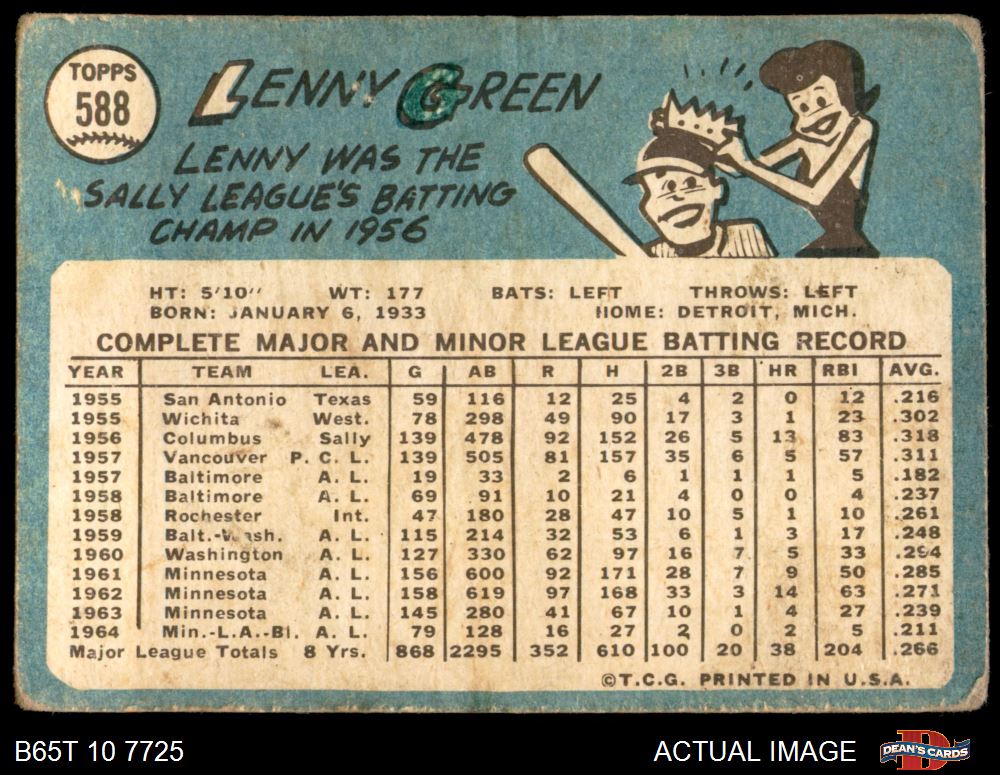 TOPPS
588
LENNY GREEN
LENNY WAS THE
SALLY LEAGUE'S BATTING
CHAMP IN 1956
HT: 5'10" WT: 177 BATS: LEFT THROWS: LEFT
BORN: JANUARY 6, 1933 HOME: DETROIT, MICH.
COMPLETE MAJOR AND MINOR LEAGUE BATTING RECORD
YEAR TEAM LEA. G AB R H 2B 3B HR RBI AVG.
1955 San Antonio Texas 59 116 12 25 4 2 0 12 .216
1955 Wichita West. 78 298 49 90 17 3 1 23 .302
1956 Columbus Sally 139 478 92 152 26 5 13 83 .318
1957 Vancouver P. C. L. 139 505 81 157 35 6 5 57 .311
1957 Baltimore A. L. 19 33 2 6 1 1 1 5 .182
1958 Baltimore A. L. 69 91 10 21 4 0 0 4 .237
1958 Rochester Int. 47 180 28 47 10 5 1 10 .261
1959 Balt.-Wash. A. L. 115 214 32 53 6 1 3 17 .248
1960 Washington A. L. 127 330 62 97 16 7 5 33 .294
1961 Minnesota A. L. 156 600 92 171 28 7 9 50 .285
1962 Minnesota A. L. 158 619 97 168 33 3 14 63 .271
1963 Minnesota A. L. 145 280 41 67 10 1 4 27 .239
1964 Min.-L.A.-Bl. A. L. 79 128 16 27 2 0 2 5 .211
Major League Totals 8 Yrs. 868 2295 352 610 100 20 38 204 .266
©T.C.G. PRINTED IN U.S.A.
B65T 10 7725 ACTUAL IMAGE DEAN'S CARDS